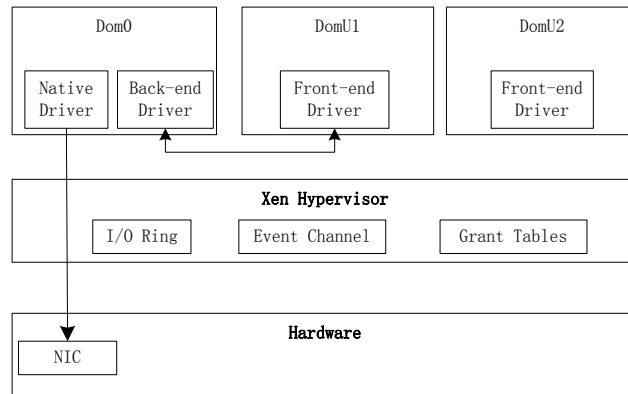 Dom0
DomU1
DomU2
Native
Driver
Back-end
Driver
Front-end
Driver
Front-end
Driver
Xen Hypervisor
I/O Ring
Event Channel
Grant Tables
Hardware
NIC